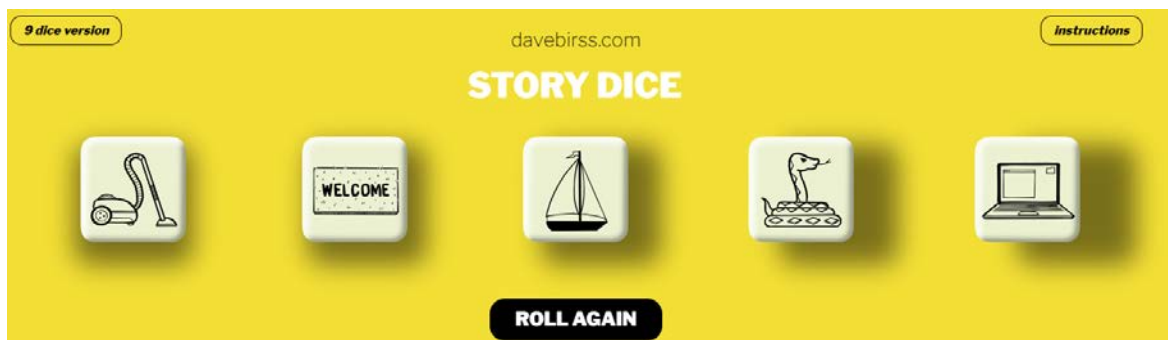 9 dice version
instructions
davebirss.com
STORY DICE
WELCOME
ROLL AGAIN